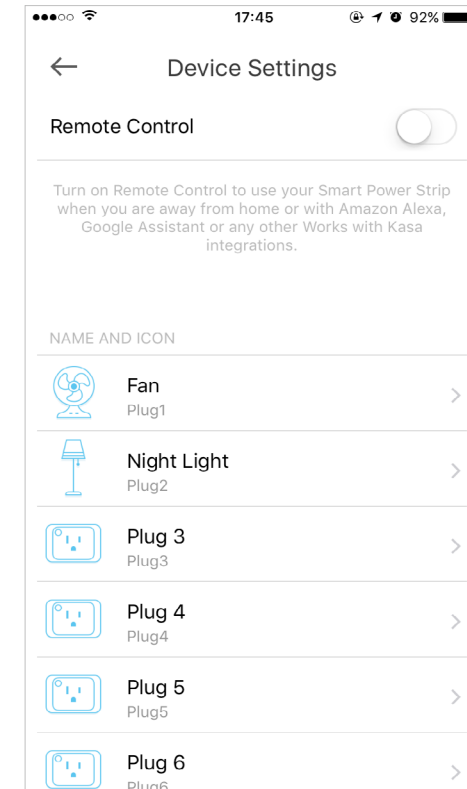 17:45 92%
Device Settings
Remote Control
Turn on Remote Control to use your Smart Power Strip
when you are away from home or with Amazon Alexa,
Google Assistant or any other Works with Kasa
integrations.
NAME AND ICON
Fan
Plug1
Night Light
Plug2
Plug 3
Plug3
Plug 4
Plug4
Plug 5
Plug5
Plug 6
Plug6